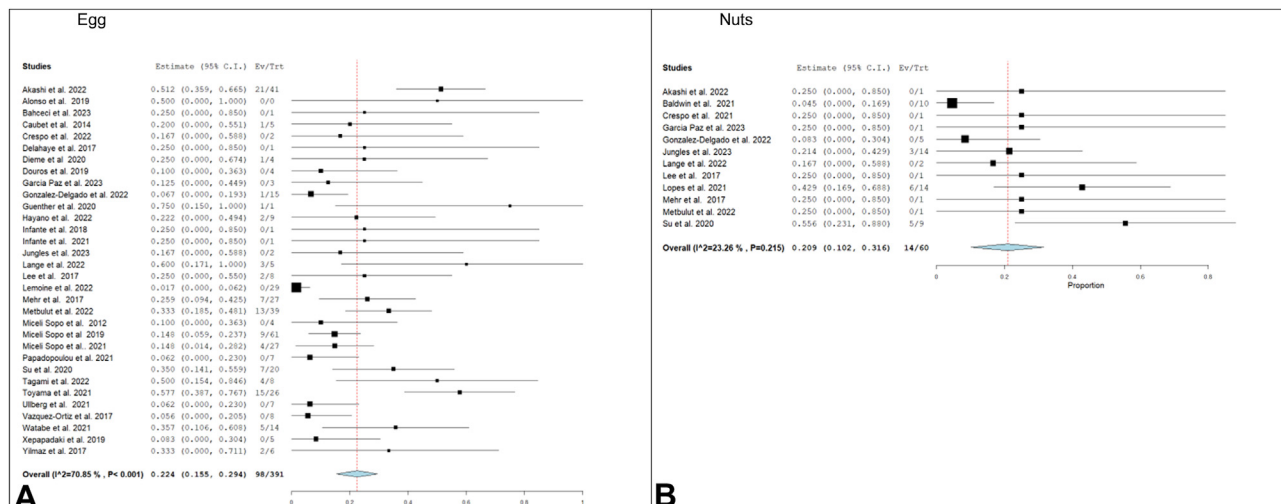 Egg
Studies Estimate (95% C.I.) Ev/Trt
Akashi et al. 2022 0.512 (0.359, 0.665) 21/41
Alonso et al. 2019 0.500 (0.000, 1.000) 0/0
Bahceci et al. 2023 0.250 (0.000, 0.850) 0/1
Caubet et al. 2014 0.200 (0.000, 0.551) 1/5
Crespo et al. 2022 0.167 (0.000, 0.588) 0/2
Delahaye et al. 2017 0.250 (0.000, 0.850) 0/1
Dieme et al. 2020 0.250 (0.000, 0.674) 1/4
Douros et al. 2019 0.100 (0.000, 0.363) 0/4
Garcia Paz et al. 2023 0.125 (0.000, 0.449) 0/3
Gonzalez-Delgado et al. 2022 0.067 (0.000, 0.193) 1/15
Guenther et al. 2020 0.750 (0.150, 1.000) 1/1
Hayano et al. 2022 0.222 (0.000, 0.494) 2/9
Infante et al. 2018 0.250 (0.000, 0.850) 0/1
Infante et al. 2021 0.250 (0.000, 0.850) 0/1
Jungles et al. 2023 0.167 (0.000, 0.588) 0/2
Lange et al. 2022 0.600 (0.171, 1.000) 3/5
Lee et al. 2017 0.250 (0.000, 0.550) 2/8
Lemoine et al. 2022 0.017 (0.000, 0.062) 0/29
Mehr et al. 2017 0.259 (0.094, 0.425) 7/27
Metbulut et al. 2022 0.333 (0.185, 0.481) 13/39
Miceli Sopo et al. 2012 0.100 (0.000, 0.363) 0/4
Miceli Sopo et al 2019 0.148 (0.059, 0.237) 9/61
Miceli Sopo et al.. 2021 0.148 (0.014, 0.282) 4/27
Papadopoulou et al. 2021 0.062 (0.000, 0.230) 0/7
Su et al. 2020 0.350 (0.141, 0.559) 7/20
Tagami et al. 2022 0.500 (0.154, 0.846) 4/8
Toyama et al. 2021 0.577 (0.387, 0.767) 15/26
Ullberg et al. 2021 0.062 (0.000, 0.230) 0/7
Vazquez-Ortiz et al. 2017 0.056 (0.000, 0.205) 0/8
Watabe et al. 2021 0.357 (0.106, 0.608) 5/14
Xepapadaki et al. 2019 0.083 (0.000, 0.304) 0/5
Yilmaz et al. 2017 0.333 (0.000, 0.711) 2/6
Overall (I^2=70.85 % , P< 0.001) 0.224 (0.155, 0.294) 98/391
0 0.2 0.4 0.6 0.8 1
A
Nuts
Studies Estimate (95% C.I.) Ev/Trt
Akashi et al. 2022 0.250 (0.000, 0.850) 0/1
Baldwin et al. 2021 0.045 (0.000, 0.169) 0/10
Crespo et al. 2021 0.250 (0.000, 0.850) 0/1
Garcia Paz et al. 2023 0.250 (0.000, 0.850) 0/1
Gonzalez-Delgado et al. 2022 0.083 (0.000, 0.304) 0/5
Jungles et al. 2023 0.214 (0.000, 0.429) 3/14
Lange et al. 2022 0.167 (0.000, 0.588) 0/2
Lee et al. 2017 0.250 (0.000, 0.850) 0/1
Lopes et al. 2021 0.429 (0.169, 0.688) 6/14
Mehr et al. 2017 0.250 (0.000, 0.850) 0/1
Metbulut et al. 2022 0.250 (0.000, 0.850) 0/1
Su et al. 2020 0.556 (0.231, 0.880) 5/9
Overall (I^2=23.26 % , P=0.215) 0.209 (0.102, 0.316) 14/60
0 0.2 0.4 0.6 0.8
Proportion
B